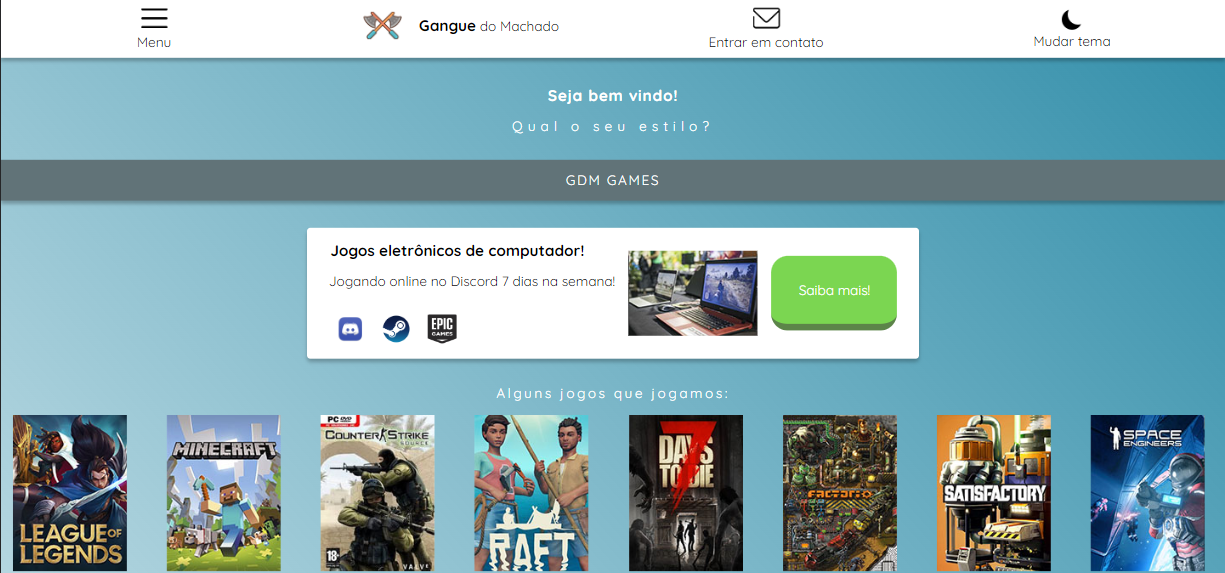 Menu
Gangue do Machado
Entrar em contato
Mudar tema
Seja bem vindo!
Qual o seu estilo?
GDM GAMES
Jogos eletrônicos de computador!
Jogando online no Discord 7 dias na semana!
Saiba mais!
EPIC
GAMES
Alguns jogos que jogamos:
LEAGUE OF
LEGENDS
MINECRAFT
PC DVD
COUNTER STRIKE
SOURCE
18
VALVE
RAFT
7
DAYS
TO DIE
FACTORIO
SATISFACTORY
SPACE
ENGINEERS